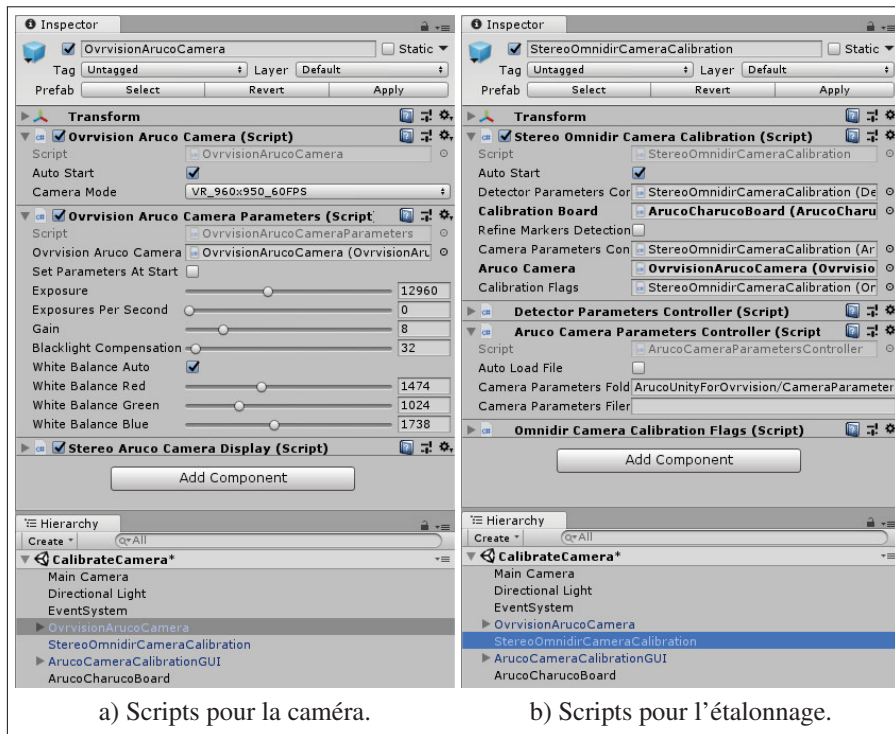 Inspector
OvrvisionArucoCamera Static
Tag Untagged Layer Default
Prefab Select Revert Apply
Transform
Ovrvision Aruco Camera (Script)
Script OvrvisionArucoCamera
Auto Start
Camera Mode VR_960x950_60FPS
Ovrvision Aruco Camera Parameters (Script)
Script OvrvisionArucoCameraParameters
Ovrvision Aruco Camera OvrvisionArucoCamera (OvrvisionAru
Set Parameters At Start
Exposure 12960
Exposures Per Second 0
Gain 8
Blacklight Compensation 32
White Balance Auto
White Balance Red 1474
White Balance Green 1024
White Balance Blue 1738
Stereo Aruco Camera Display (Script)
Add Component
Hierarchy
Create All
CalibrateCamera*
Main Camera
Directional Light
EventSystem
OvrvisionArucoCamera
StereoOmnidirCameraCalibration
ArucoCameraCalibrationGUI
ArucoCharucoBoard
a) Scripts pour la caméra.
Inspector
StereoOmnidirCameraCalibration Static
Tag Untagged Layer Default
Prefab Select Revert Apply
Transform
Stereo Omnidir Camera Calibration (Script)
Script StereoOmnidirCameraCalibration
Auto Start
Detector Parameters Cor StereoOmnidirCameraCalibration (De
Calibration Board ArucoCharucoBoard (ArucoCharu
Refine Markers Detection
Camera Parameters Con StereoOmnidirCameraCalibration (Ar
Aruco Camera OvrvisionArucoCamera (Ovrvisio
Calibration Flags StereoOmnidirCameraCalibration (Or
Detector Parameters Controller (Script)
Aruco Camera Parameters Controller (Script
Script ArucoCameraParametersController
Auto Load File
Camera Parameters Fold ArucoUnityForOvrvision/CameraParameter
Camera Parameters Filer
Omnidir Camera Calibration Flags (Script)
Add Component
Hierarchy
Create All
CalibrateCamera*
Main Camera
Directional Light
EventSystem
OvrvisionArucoCamera
StereoOmnidirCameraCalibration
ArucoCameraCalibrationGUI
ArucoCharucoBoard
b) Scripts pour l'étalonnage.